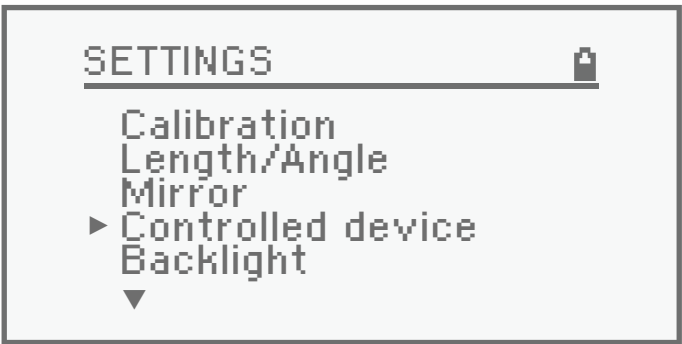 SETTINGS
Calibration
Length/Angle
Mirror
Controlled device
Backlight